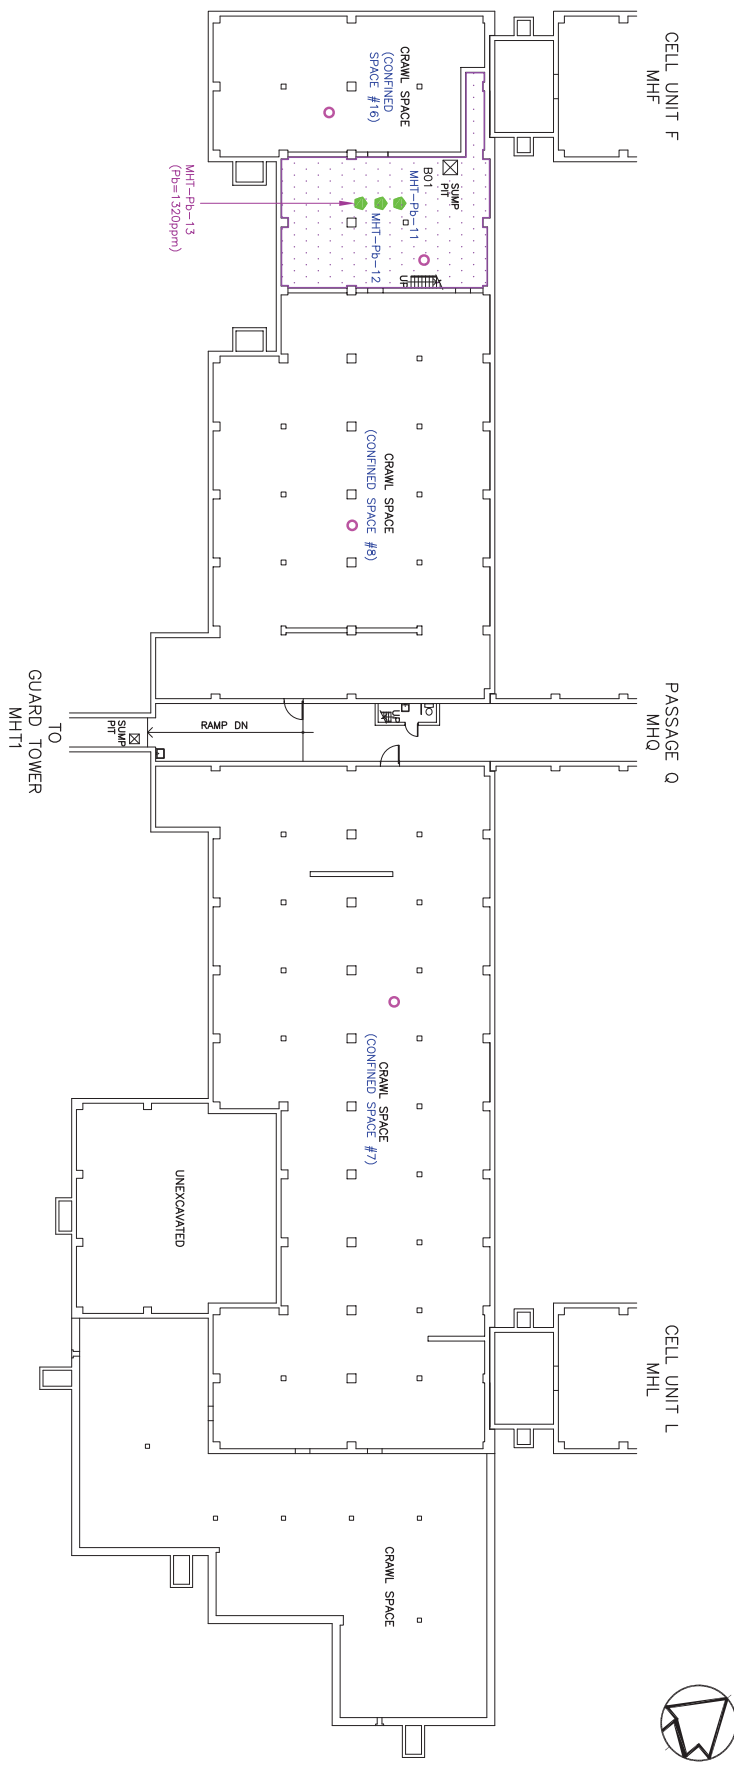 CELL UNIT F
MHF
CRAWL SPACE
(CONFINED
SPACE #16)
SUMP
PIT
B01
MHT-Pb-11
MHT-Pb-12
MHT-Pb-13
(Pb=1320ppm)
UP
CRAWL SPACE
(CONFINED SPACE #8)
PASSAGE Q
MHQ
UP
RAMP DN
SUMP
PIT
TO
GUARD TOWER
MHT1
CRAWL SPACE
(CONFINED SPACE #7)
UNEXCAVATED
CELL UNIT L
MHL
CRAWL SPACE